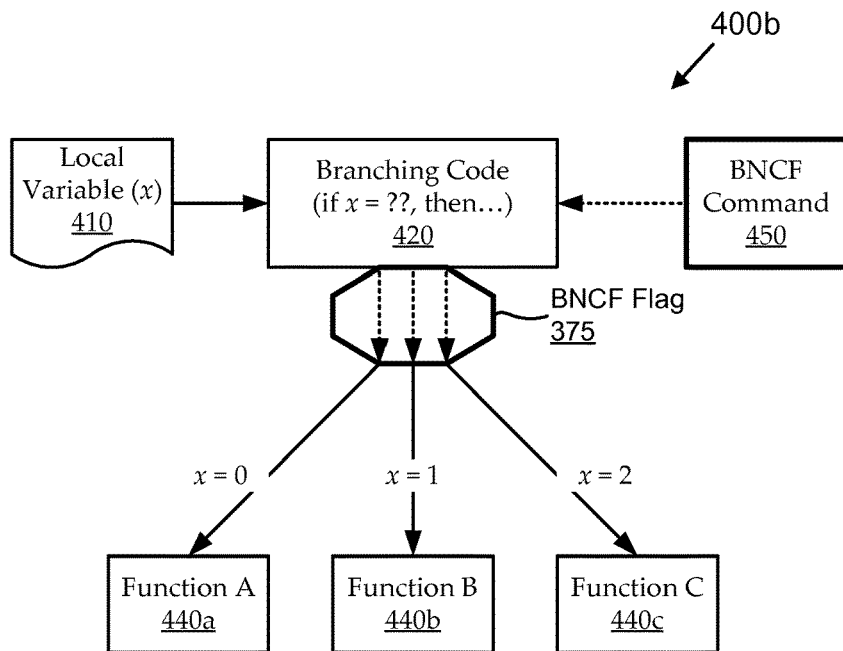 400b
Local
Variable (x)
410
Branching Code
(if x = ??, then…)
420
BNCF
Command
450
BNCF Flag
375
x = 0
x = 1
x = 2
Function A
440a
Function B
440b
Function C
440c